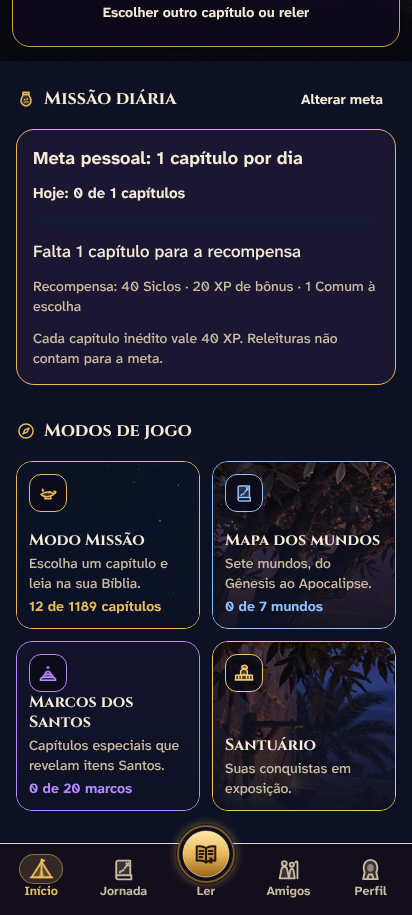 Escolher outro capítulo ou reler
Missão diária
Alterar meta
Meta pessoal: 1 capítulo por dia
Hoje: 0 de 1 capítulos
Falta 1 capítulo para a recompensa
Recompensa: 40 Siclos · 20 XP de bônus · 1 Comum à
escolha
Cada capítulo inédito vale 40 XP. Releituras não
contam para a meta.
Modos de jogo
Modo Missão
Escolha um capítulo e
leia na sua Bíblia.
12 de 1189 capítulos
Mapa dos mundos
Sete mundos, do
Gênesis ao Apocalipse.
0 de 7 mundos
Marcos dos
Santos
Capítulos especiais que
revelam itens Santos.
0 de 20 marcos
Santuário
Suas conquistas em
exposição.
Início
Jornada
Ler
Amigos
Perfil